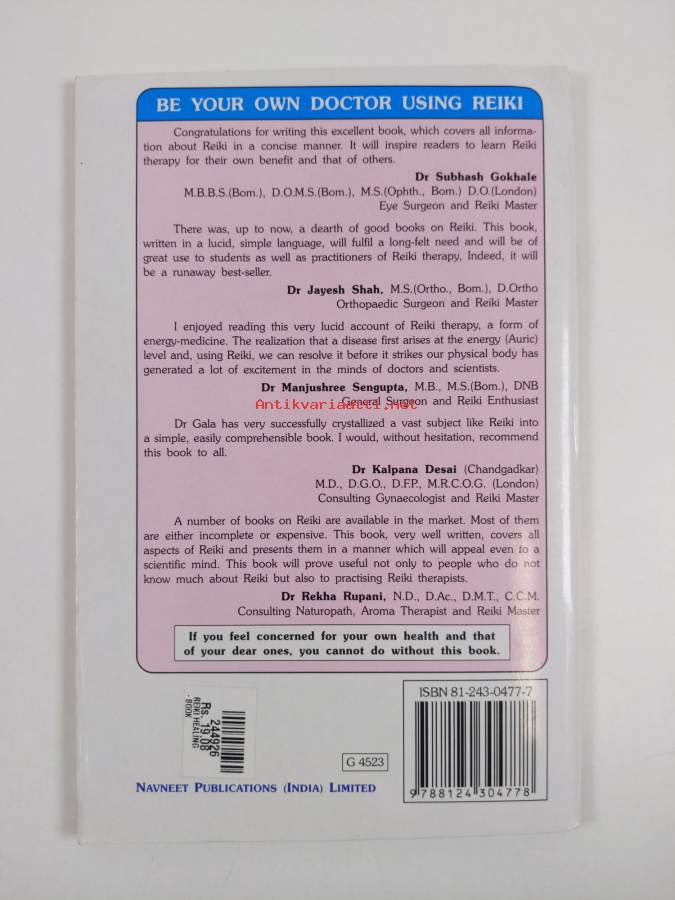 BE YOUR OWN DOCTOR USING REIKI
Congratulations for writing this excellent book, which covers all informa-
tion about Reiki in a concise manner. It will inspire readers to learn Reiki
therapy for their own benefit and that of others.
Dr Subhash Gokhale
M.B.B.S.(Bom.), D.O.M.S.(Bom.), M.S.(Ophth., Bom.) D.O.(London)
Eye Surgeon and Reiki Master
There was, up to now, a dearth of good books on Reiki. This book,
written in a lucid, simple language, will fulfil a long-felt need and will be of
great use to students as well as practitioners of Reiki therapy, Indeed, it will
be a runaway best-seller.
Dr Jayesh Shah, M.S.(Ortho., Bom.), D.Ortho
Orthopaedic Surgeon and Reiki Master
I enjoyed reading this very lucid account of Reiki therapy, a form of
energy-medicine. The realization that a disease first arises at the energy (Auric)
level and, using Reiki, we can resolve it before it strikes our physical body has
generated a lot of excitement in the minds of doctors and scientists.
Dr Manjushree Sengupta, M.B., M.S.(Bom.), DNB
Antikvariaatti.net
General Surgeon and Reiki Enthusiast
Dr Gala has very successfully crystallized a vast subject like Reiki into
a simple, easily comprehensible book. I would, without hesitation, recommend
this book to all.
Dr Kalpana Desai (Chandgadkar)
M.D., D.G.O., D.F.P., M.R.C.O.G. (London)
Consulting Gynaecologist and Reiki Master
A number of books on Reiki are available in the market. Most of them
are either incomplete or expensive. This book, very well written, covers all
aspects of Reiki and presents them in a manner which will appeal even to a
scientific mind. This book will prove useful not only to people who do not
know much about Reiki but also to practising Reiki therapists.
Dr Rekha Rupani, N.D., D.Ac., D.M.T., C.C.M.
Consulting Naturopath, Aroma Therapist and Reiki Master
If you feel concerned for your own health and that
of your dear ones, you cannot do without this book.
ISBN 81-243-0477-7
244926
Rs. 19.08
REIKI HEALING
- BOOK
G 4523
NAVNEET PUBLICATIONS (INDIA) LIMITED
9 788124 304778